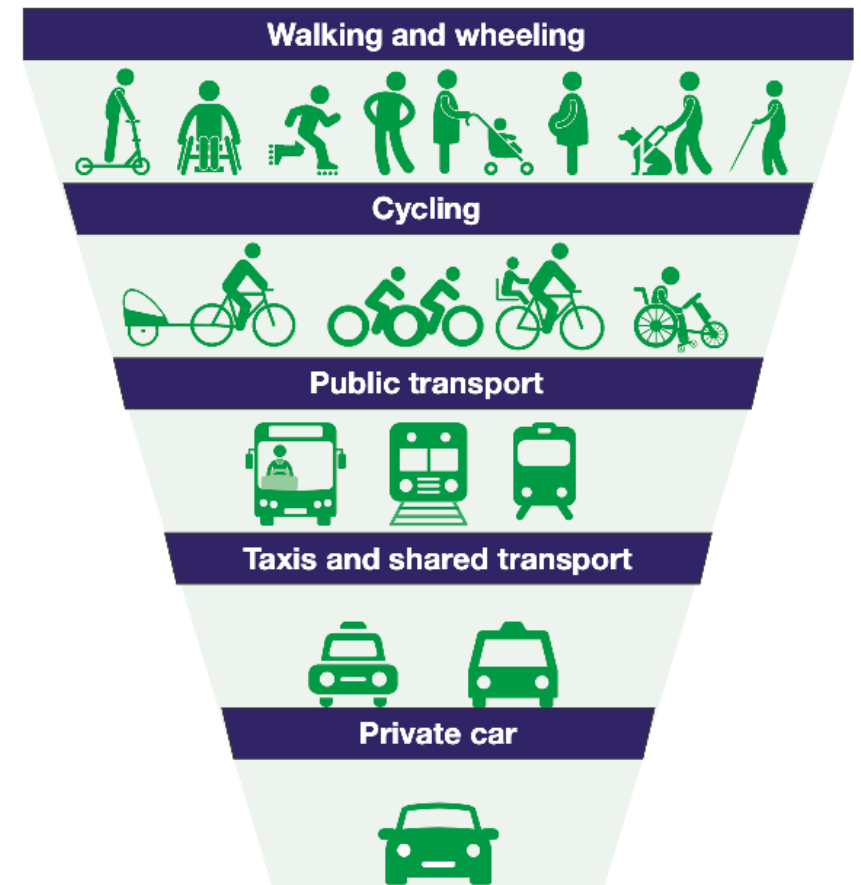 Walking and wheeling
Cycling
Public transport
Taxis and shared transport
Private car